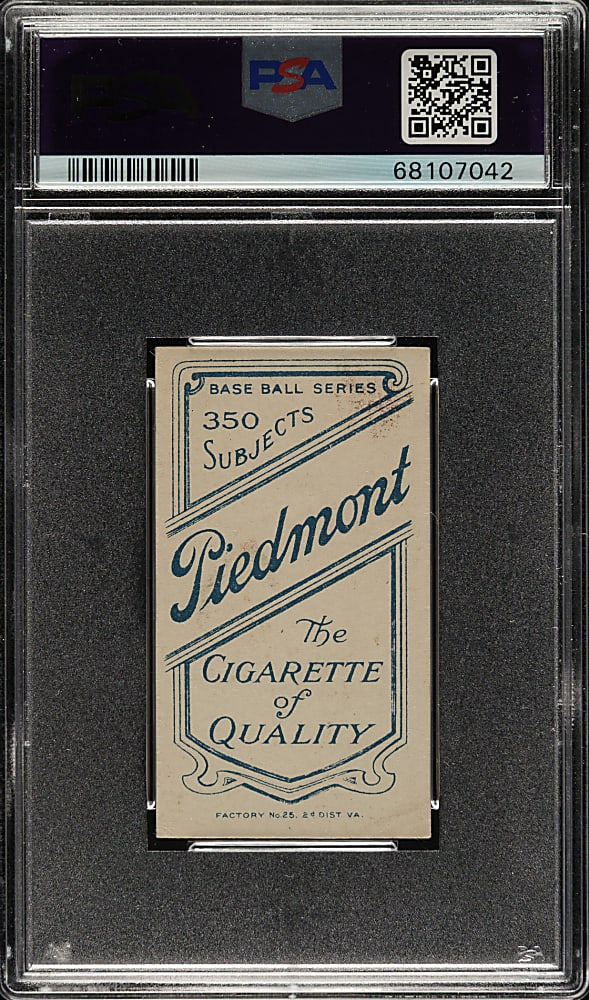 PSA
68107042
BASE BALL SERIES
350
SUBJECTS
Piedmont
The
CIGARETTE
of
QUALITY
FACTORY No.25. 2d DIST. VA.